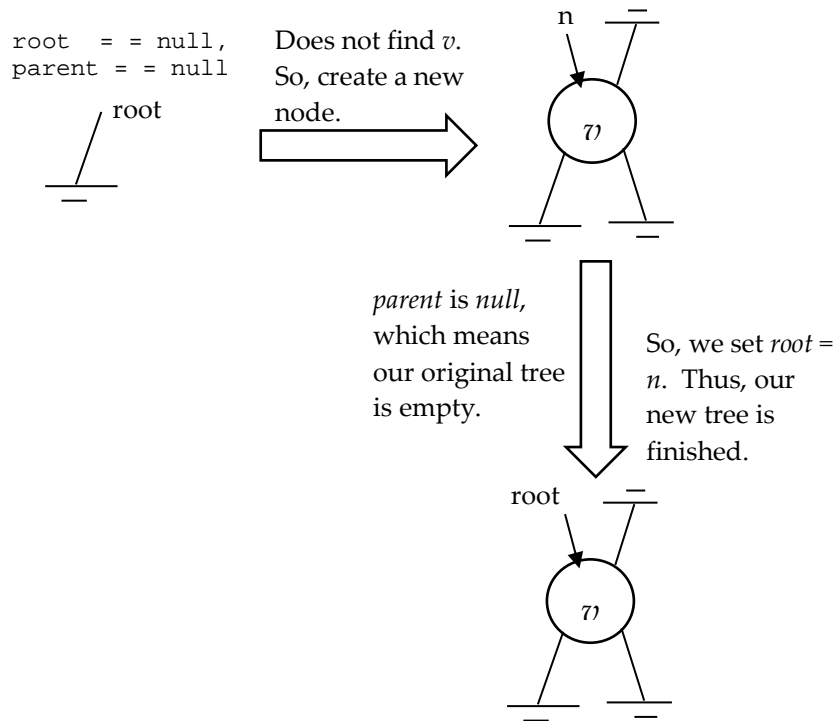 root = = null,
parent = = null
root
Does not find v.
So, create a new
node.
n
v
parent is null,
which means
our original tree
is empty.
So, we set root =
n. Thus, our
new tree is
finished.
root
v